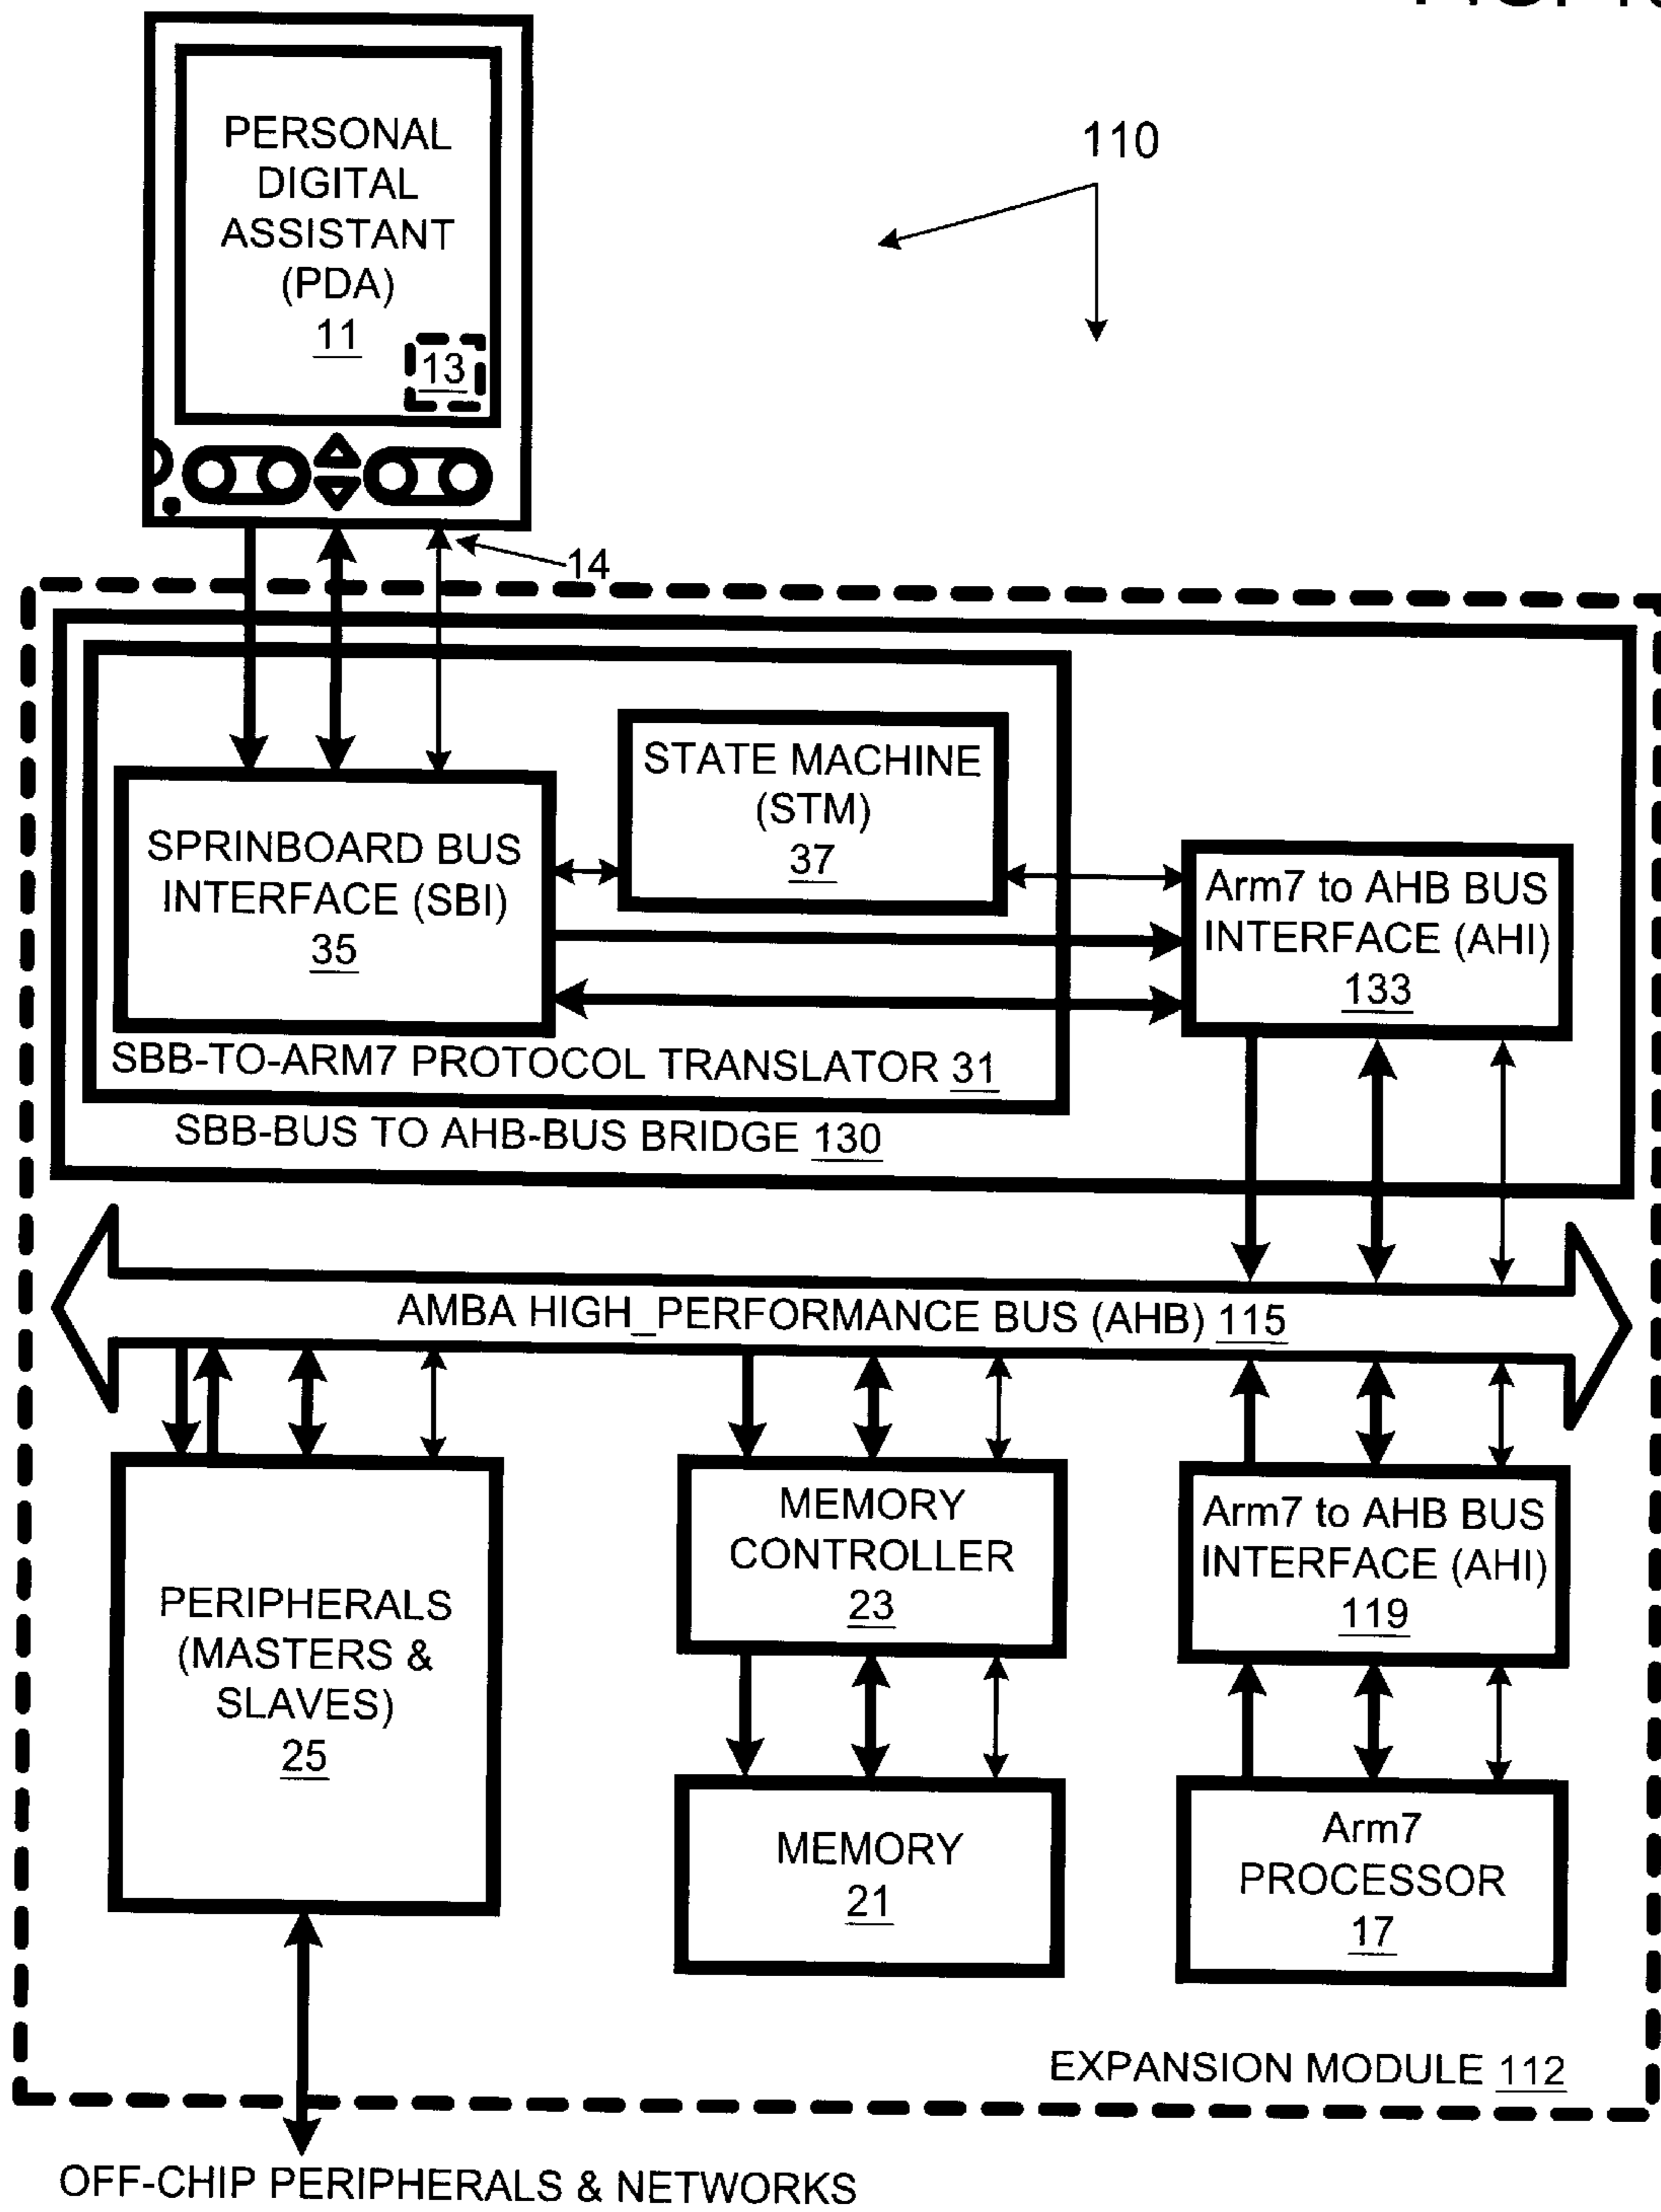 PERSONAL
DIGITAL
ASSISTANT
(PDA)
11
13
110
14
STATE MACHINE
(STM)
37
SPRINBOARD BUS
INTERFACE (SBI)
35
Arm7 to AHB BUS
INTERFACE (AHI)
133
SBB-TO-ARM7 PROTOCOL TRANSLATOR 31
SBB-BUS TO AHB-BUS BRIDGE 130
AMBA HIGH_PERFORMANCE BUS (AHB) 115
PERIPHERALS
(MASTERS &
SLAVES)
25
MEMORY
CONTROLLER
23
Arm7 to AHB BUS
INTERFACE (AHI)
119
MEMORY
21
Arm7
PROCESSOR
17
EXPANSION MODULE 112
OFF-CHIP PERIPHERALS & NETWORKS